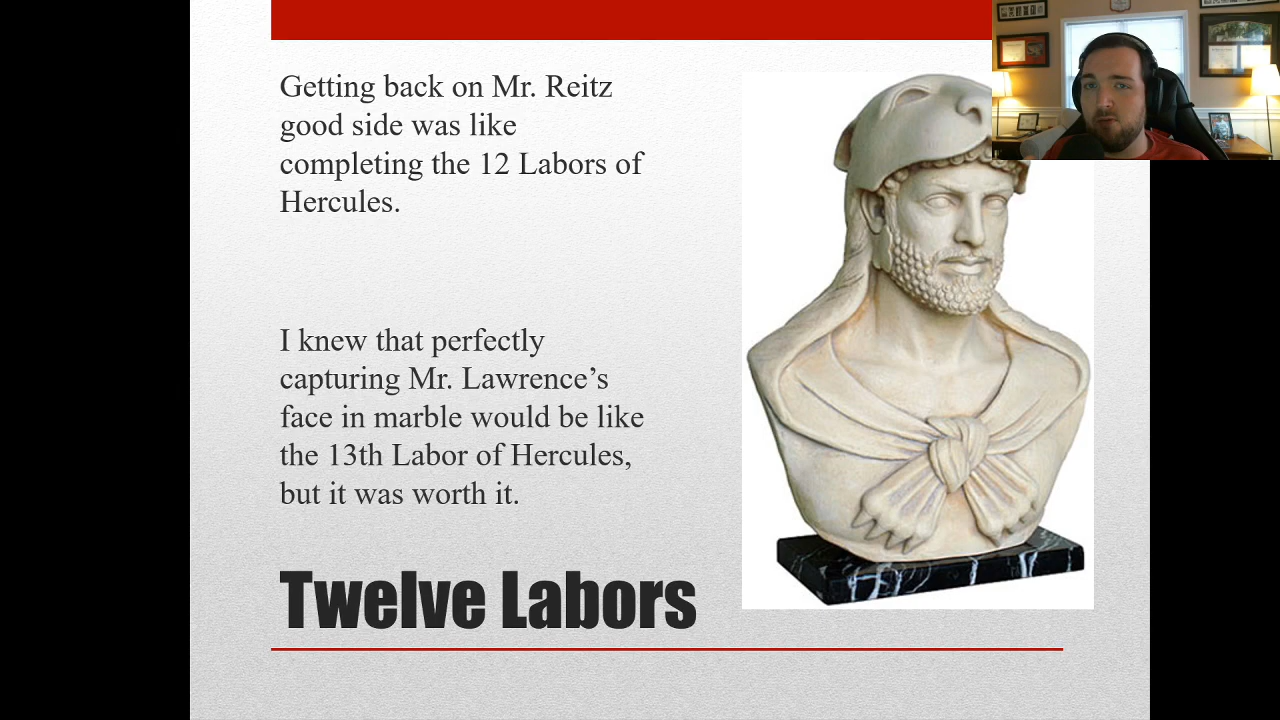 Getting back on Mr. Reitz
good side was like
completing the 12 Labors of
Hercules.
I knew that perfectly
capturing Mr. Lawrence’s
face in marble would be like
the 13th Labor of Hercules,
but it was worth it.
Twelve Labors